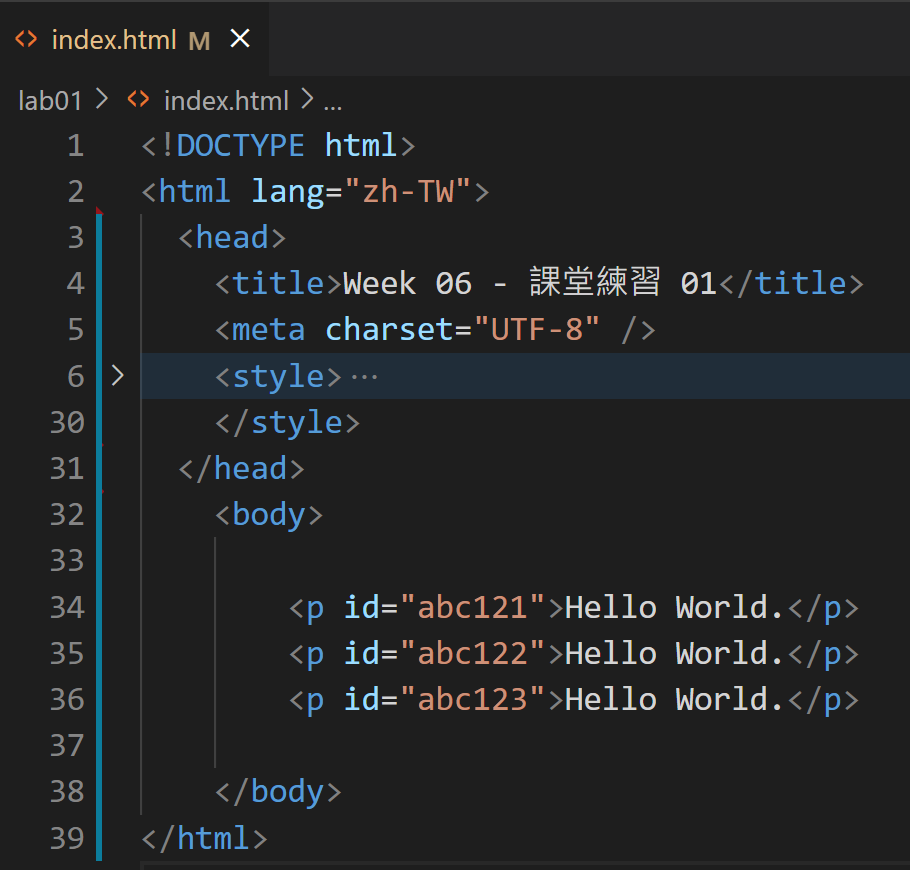 index.html M
lab01 > index.html > ...
1 <!DOCTYPE html>
2 <html lang="zh-TW">
3 <head>
4 <title>Week 06 - 課堂練習 01</title>
5 <meta charset="UTF-8" />
6 <style>···
30 </style>
31 </head>
32 <body>
33
34 <p id="abc121">Hello World.</p>
35 <p id="abc122">Hello World.</p>
36 <p id="abc123">Hello World.</p>
37
38 </body>
39 </html>